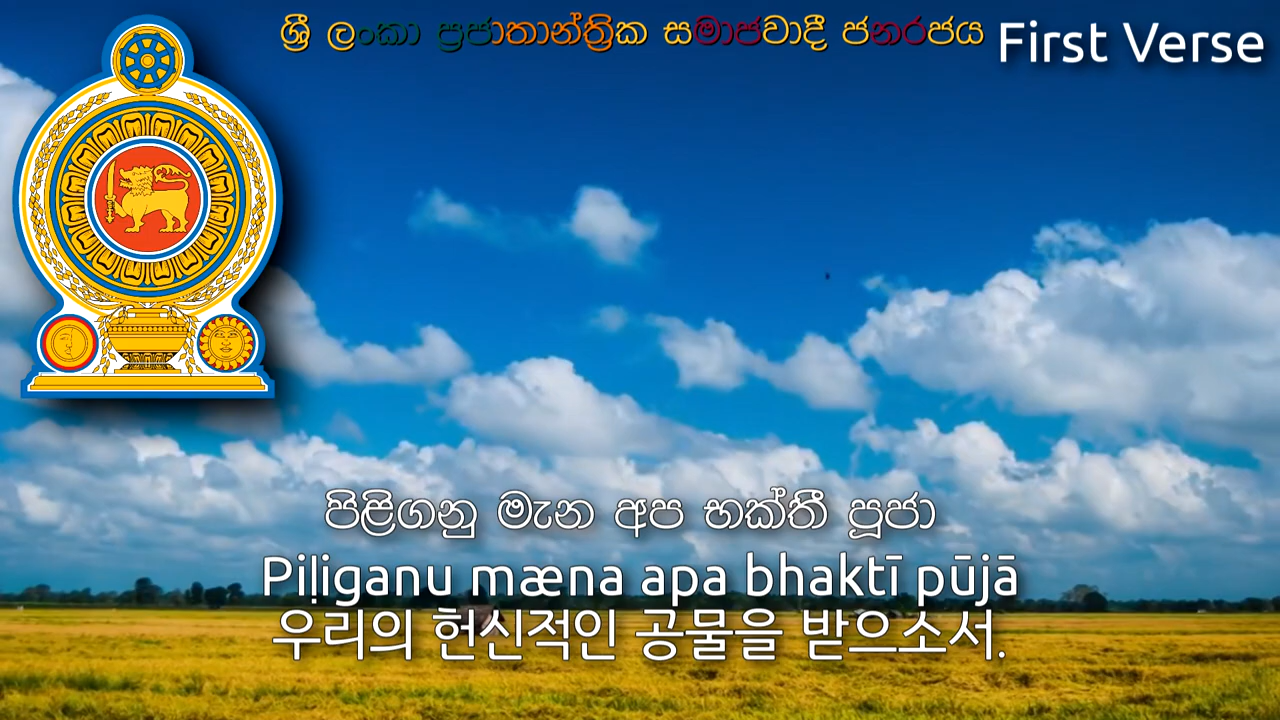 ශ්‍රී ලංකා ප්‍රජාතාන්ත්‍රික සමාජවාදී ජනරජය
First Verse
පිළිගනු මැන අප භක්තී පූජා
Piḷiganu mæna apa bhaktī pūjā
우리의 헌신적인 공물을 받으소서.